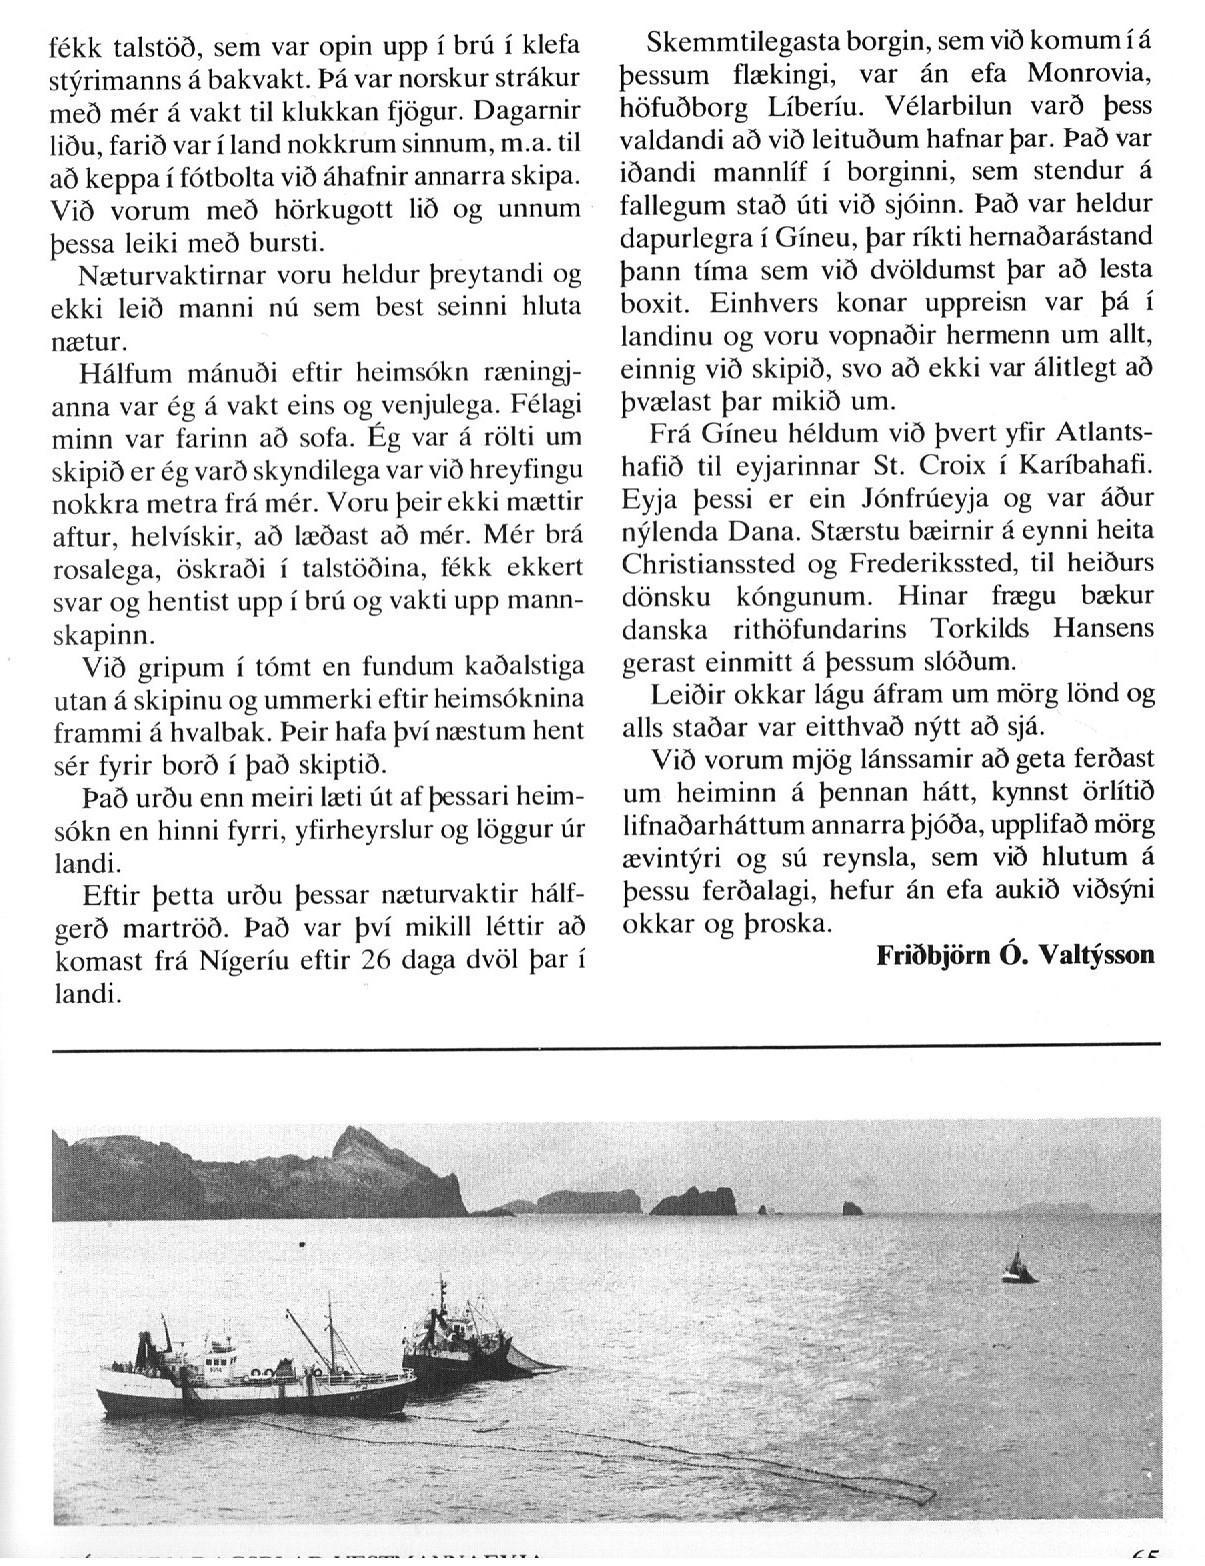 fékk talstöð, sem var opin upp í brú í klefa
stýrimanns á bakvakt. Þá var norskur strákur
með mér á vakt til klukkan fjögur. Dagarnir
liðu, farið var í land nokkrum sinnum, m.a. til
að keppa í fótbolta við áhafnir annarra skipa.
Við vorum með hörkugott lið og unnum
þessa leiki með bursti.
Næturvaktirnar voru heldur þreytandi og
ekki leið manni nú sem best seinni hluta
nætur.
Hálfum mánuði eftir heimsókn ræningj-
anna var ég á vakt eins og venjulega. Félagi
minn var farinn að sofa. Ég var á rölti um
skipið er ég varð skyndilega var við hreyfingu
nokkra metra frá mér. Voru þeir ekki mættir
aftur, helvískir, að læðast að mér. Mér brá
rosalega, öskraði í talstöðina, fékk ekkert
svar og hentist upp í brú og vakti upp mann-
skapinn.
Við gripum í tómt en fundum kaðalstiga
utan á skipinu og ummerki eftir heimsóknina
frammi á hvalbak. Þeir hafa því næstum hent
sér fyrir borð í það skiptið.
Það urðu enn meiri læti út af þessari heim-
sókn en hinni fyrri, yfirheyrslur og löggur úr
landi.
Eftir þetta urðu þessar næturvaktir hálf-
gerð martröð. Það var því mikill léttir að
komast frá Nígeríu eftir 26 daga dvöl þar í
landi.
Skemmtilegasta borgin, sem við komum í á
þessum flækingi, var án efa Monrovia,
höfuðborg Líberíu. Vélarbilun varð þess
valdandi að við leituðum hafnar þar. Það var
iðandi mannlíf í borginni, sem stendur á
fallegum stað úti við sjóinn. Það var heldur
dapurlegra í Gíneu, þar ríkti hernaðarástand
þann tíma sem við dvöldumst þar að lesta
boxit. Einhvers konar uppreisn var þá í
landinu og voru vopnaðir hermenn um allt,
einnig við skipið, svo að ekki var álitlegt að
þvælast þar mikið um.
Frá Gíneu héldum við þvert yfir Atlants-
hafið til eyjarinnar St. Croix í Karíbahafi.
Eyja þessi er ein Jónfrúeyja og var áður
nýlenda Dana. Stærstu bæirnir á eynni heita
Christianssted og Frederikssted, til heiðurs
dönsku kóngunum. Hinar frægu bækur
danska rithöfundarins Torkilds Hansens
gerast einmitt á þessum slóðum.
Leiðir okkar lágu áfram um mörg lönd og
alls staðar var eitthvað nýtt að sjá.
Við vorum mjög lánssamir að geta ferðast
um heiminn á þennan hátt, kynnst örlítið
lifnaðarháttum annarra þjóða, upplifað mörg
ævintýri og sú reynsla, sem við hlutum á
þessu ferðalagi, hefur án efa aukið víðsýni
okkar og þroska.
Friðbjörn Ó. Valtýsson
VESTMANNAEYJA
65